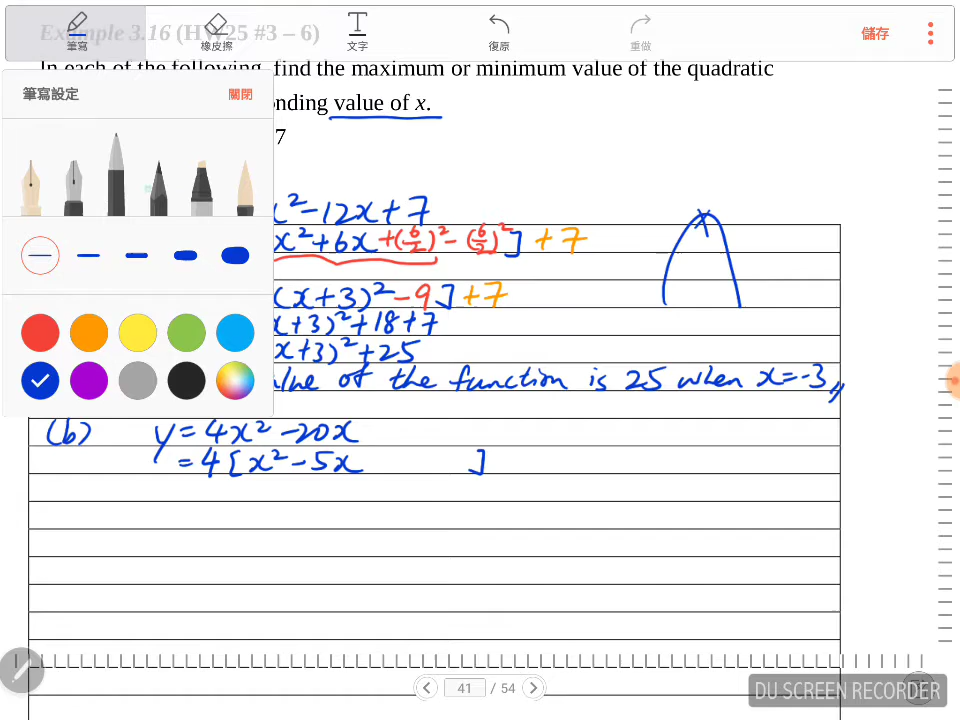 筆寫 橡皮擦 文字 復原 重做 儲存
Example 3.16 (HW25 #3 – 6)
In each of the following, find the maximum or minimum value of the quadratic
筆寫設定 關閉
onding value of x.
7
x²-12x+7
x²+6x+(6/2)²-(6/2)²]+7
(x+3)²-9]+7
x+3)²+18+7
x+3)²+25
alue of the function is 25 when x=-3,,
(b) y=4x²-20x
=4[x²-5x ]
41 / 54
DU SCREEN RECORDER